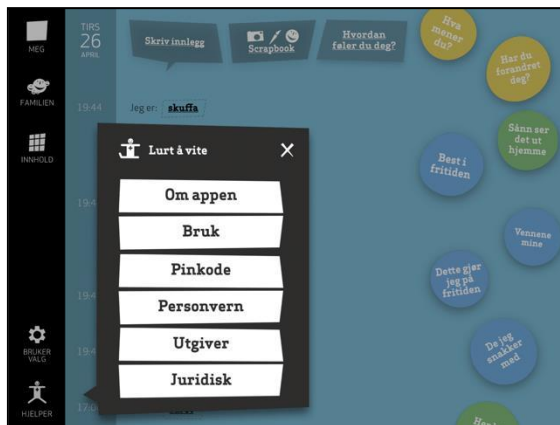 MEG
FAMILIEN
INNHOLD
BRUKER
VALG
HJELPER
TIRS
26
APRIL
Skriv innlegg
Scrapbook
Hvordan
føler du deg?
19.44
Jeg er: skuffa
Lurt å vite
Om appen
Bruk
Pinkode
Personvern
Utgiver
Juridisk
Hva
mener
du?
Har du
forandret
deg?
Sånn ser
det ut
hjemme
Best i
fritiden
Vennene
mine
Dette gjør
jeg på
fritiden
De jeg
snakker
med